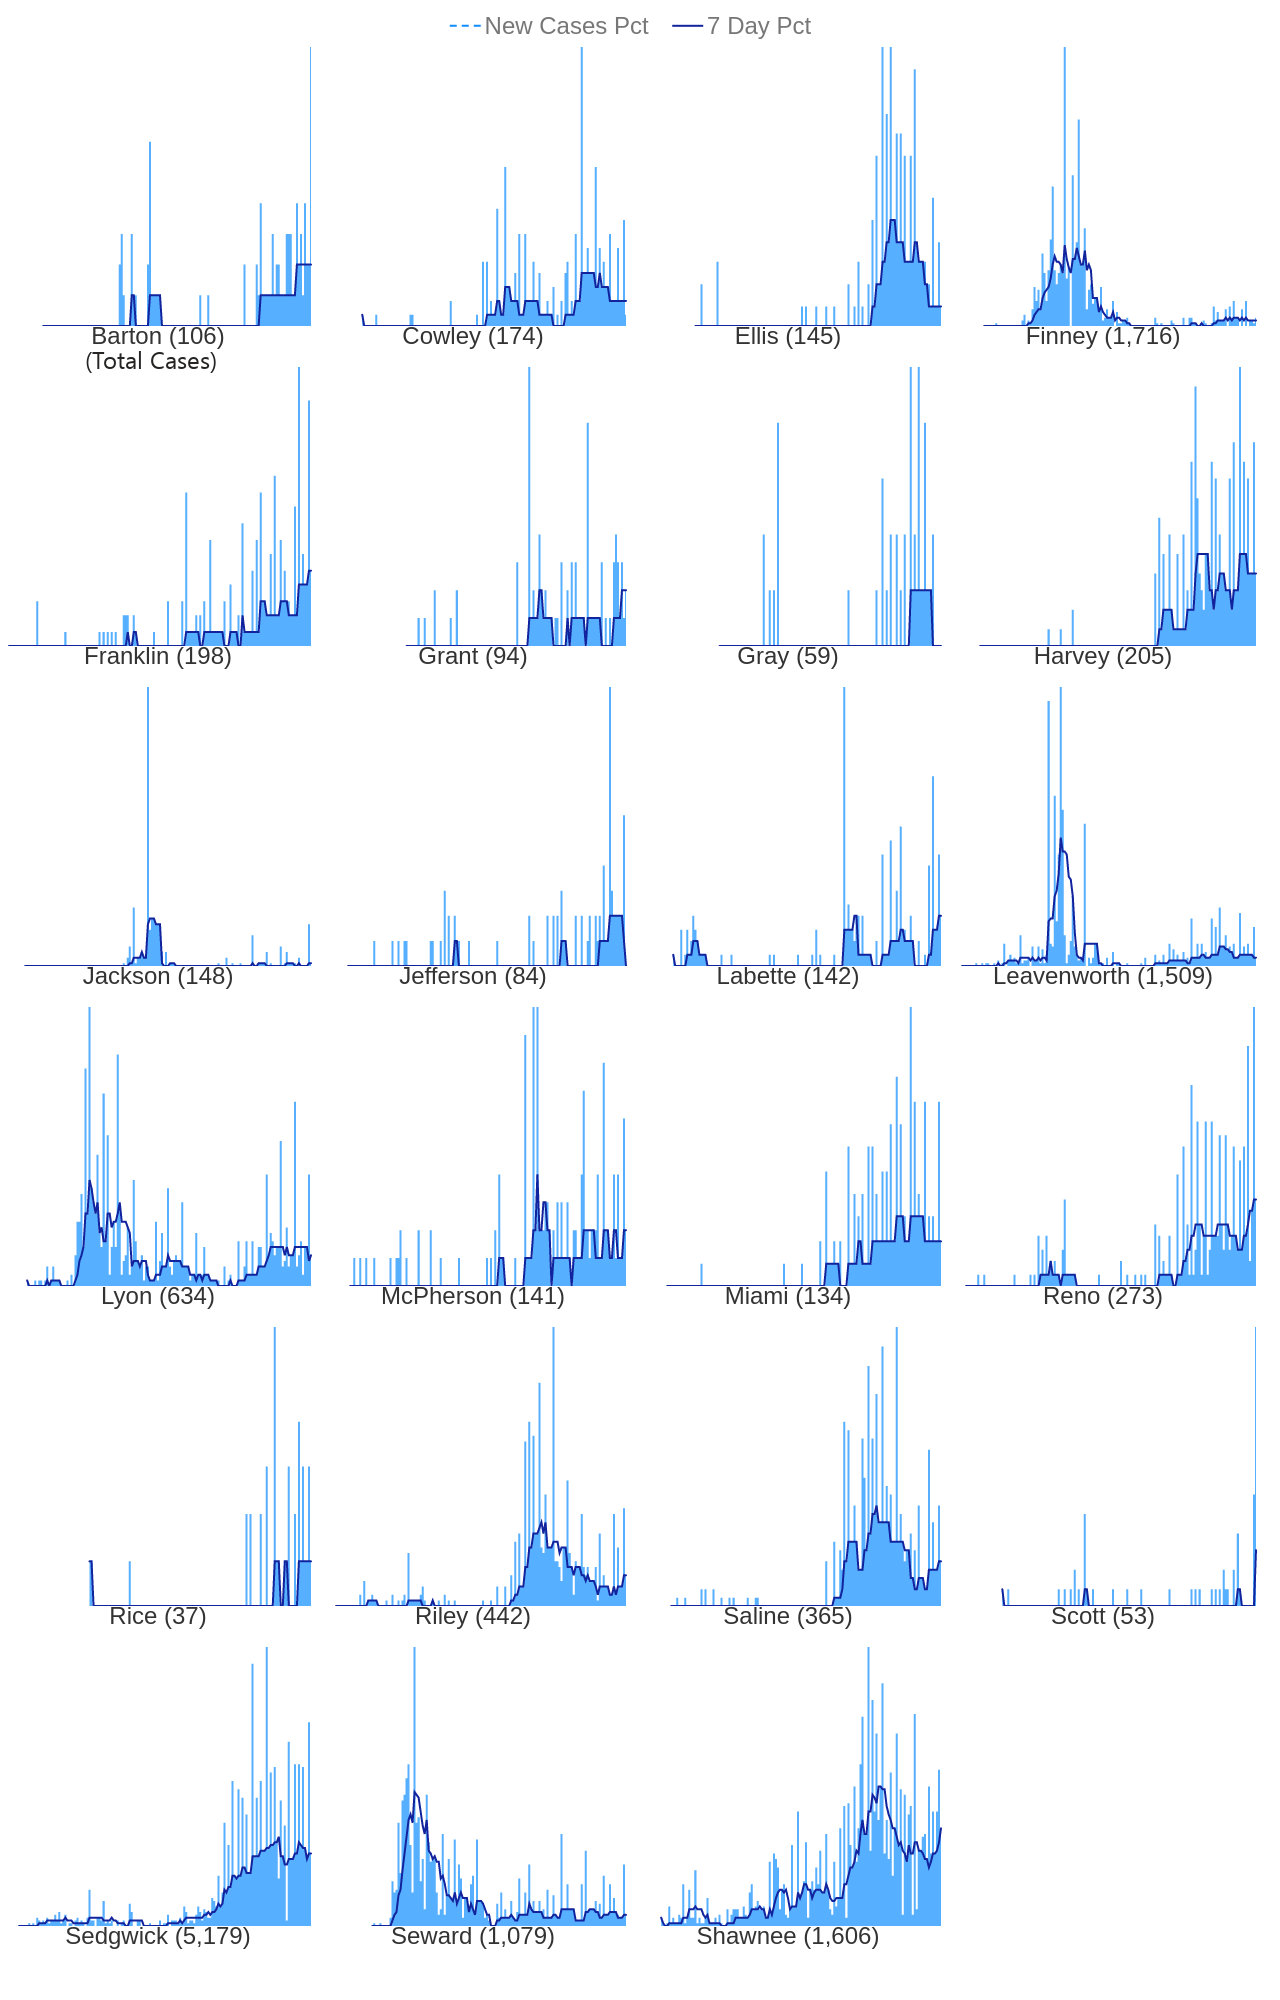 New Cases Pct 7 Day Pct
Barton (106) Cowley (174) Ellis (145) Finney (1,716)
(Total Cases)
Franklin (198) Grant (94) Gray (59) Harvey (205)
Jackson (148) Jefferson (84) Labette (142) Leavenworth (1,509)
Lyon (634) McPherson (141) Miami (134) Reno (273)
Rice (37) Riley (442) Saline (365) Scott (53)
Sedgwick (5,179) Seward (1,079) Shawnee (1,606)